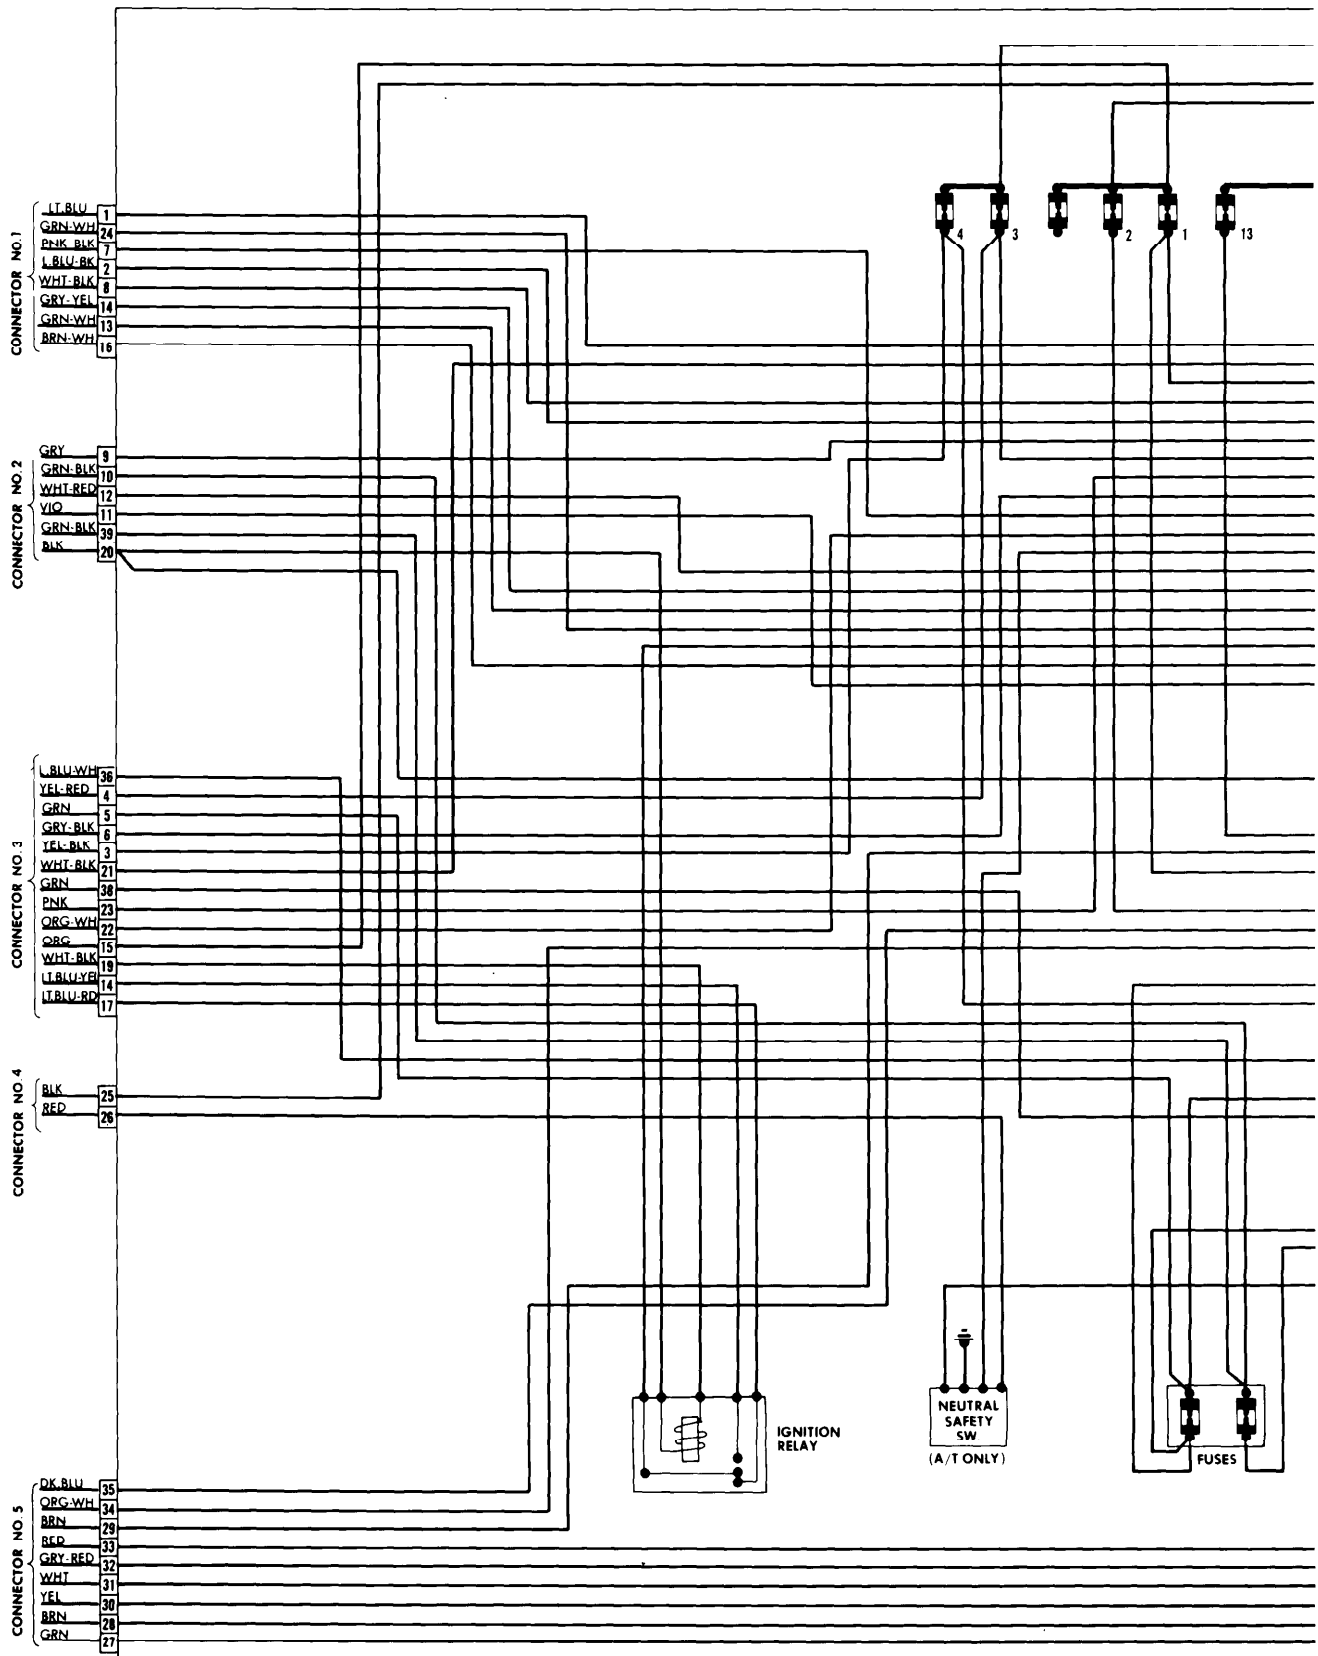 4
3
2
1
13
CONNECTOR NO.1
LT.BLU 1
GRN-WH 24
PNK BLK 7
L.BLU-BK 2
WHT-BLK 8
GRY-YEL 14
GRN-WH 13
BRN-WH 16
CONNECTOR NO.2
GRY 9
GRN-BLK 10
WHT-RED 12
VIO 11
GRN-BLK 39
BLK 20
CONNECTOR NO.3
L.BLU-WH 36
YEL-RED 4
GRN 5
GRY-BLK 6
YEL-BLK 3
WHT-BLK 21
GRN 38
PNK 23
ORG-WH 22
ORG 15
WHT-BLK 19
LT.BLU-YEL 14
LT.BLU-RD 17
CONNECTOR NO.4
BLK 25
RED 26
IGNITION
RELAY
NEUTRAL
SAFETY
SW
(A/T ONLY)
FUSES
CONNECTOR NO.5
DK.BLU 35
ORG-WH 34
BRN 29
RED 33
GRY-RED 32
WHT 31
YEL 30
BRN 28
GRN 27